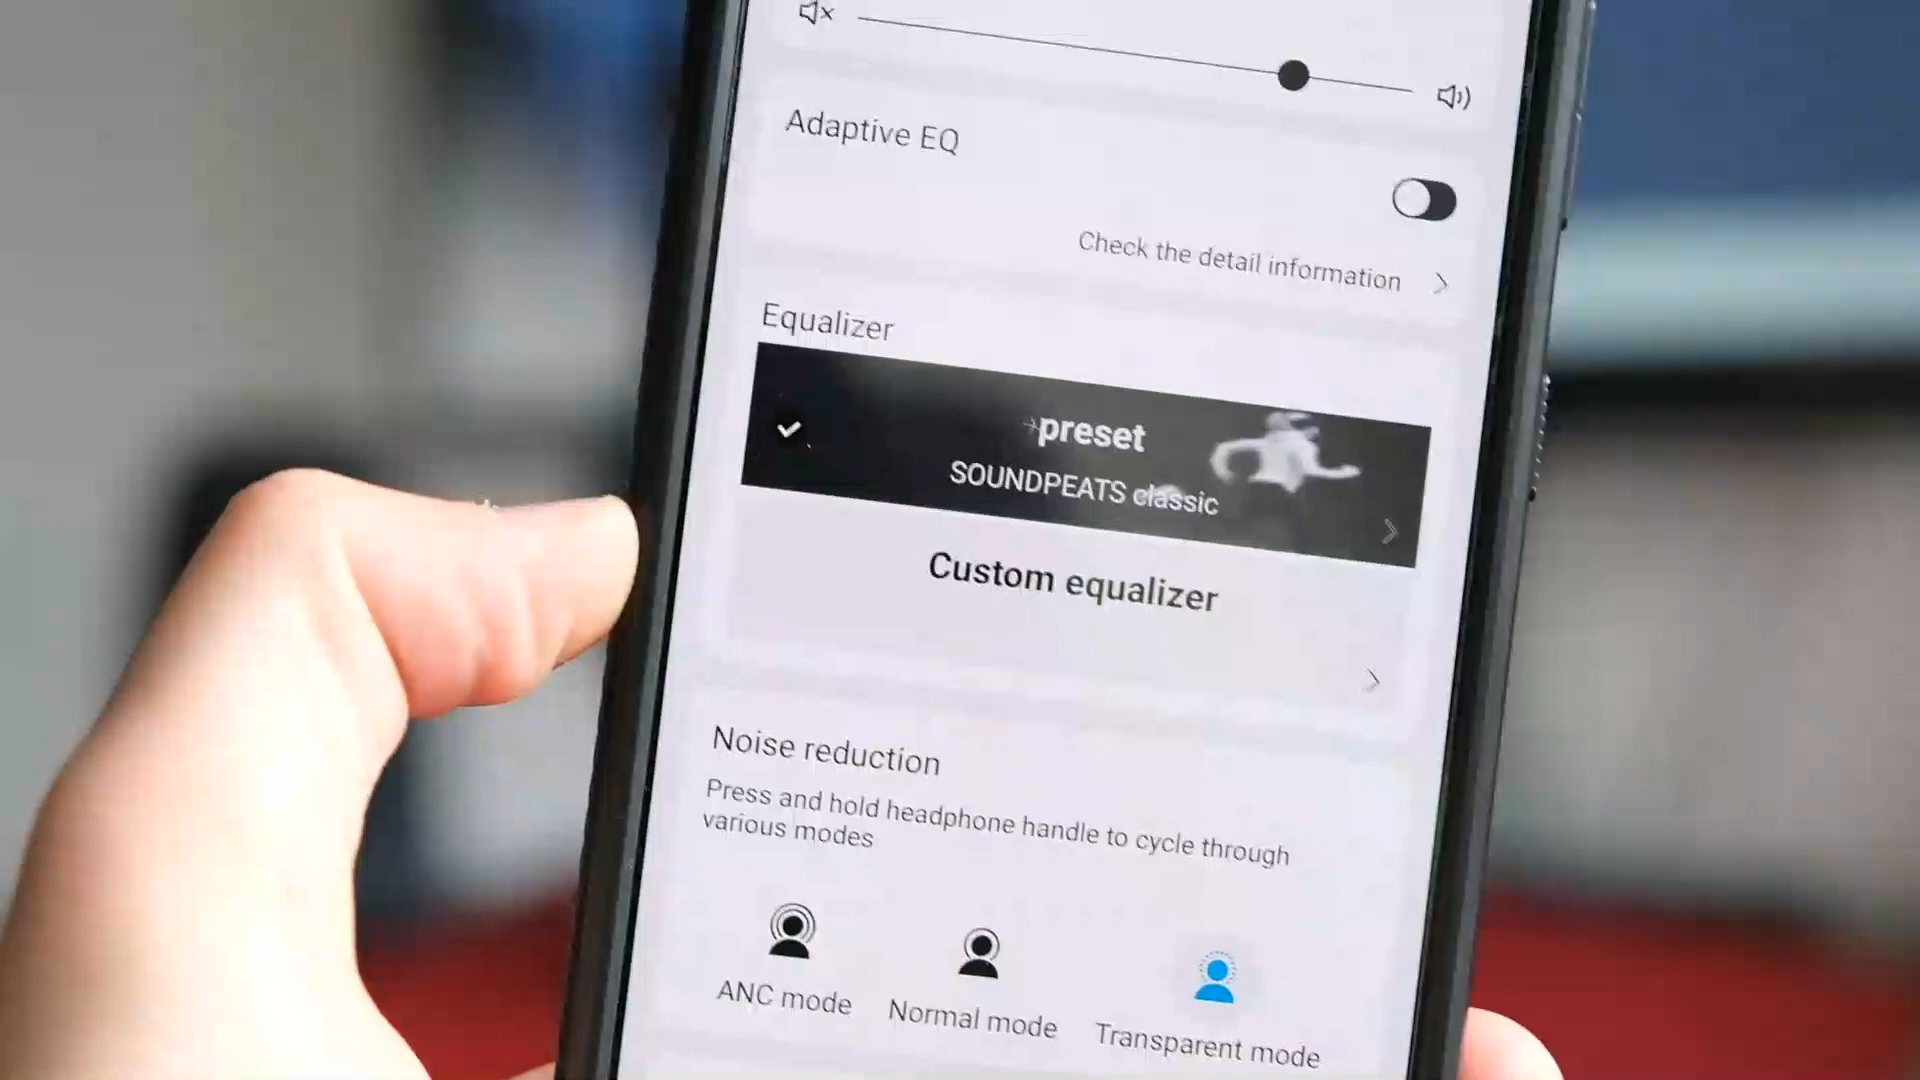 Adaptive EQ
Check the detail information
Equalizer
preset
SOUNDPEATS classic
Custom equalizer
Noise reduction
Press and hold headphone handle to cycle through
various modes
ANC mode
Normal mode
Transparent mode